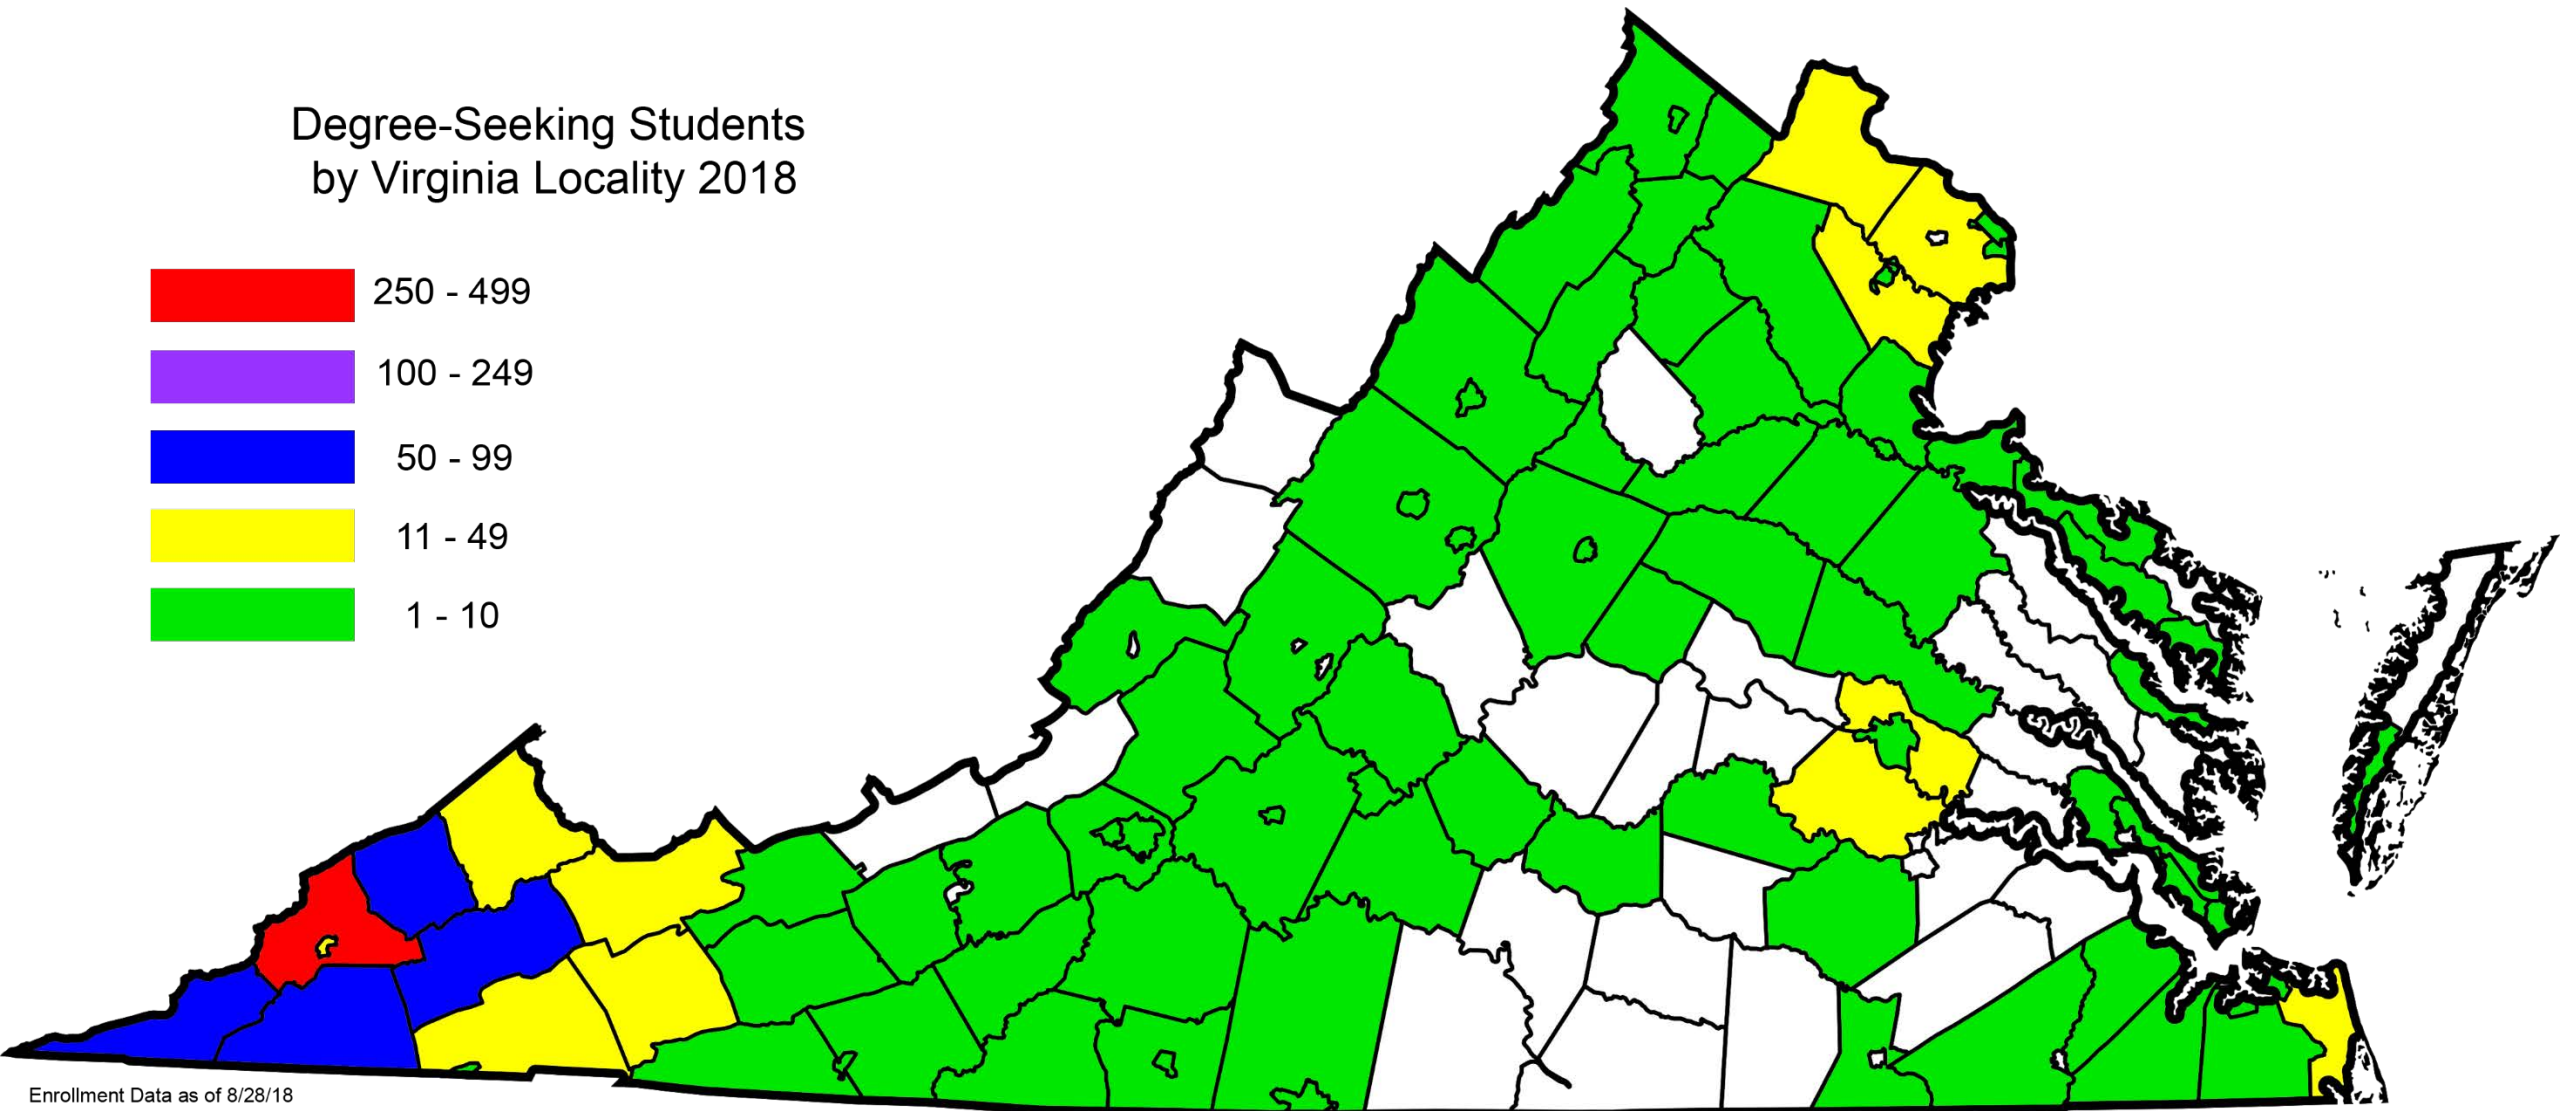 Degree-Seeking Students
by Virginia Locality 2018
250 - 499
100 - 249
50 - 99
11 - 49
1 - 10
Enrollment Data as of 8/28/18